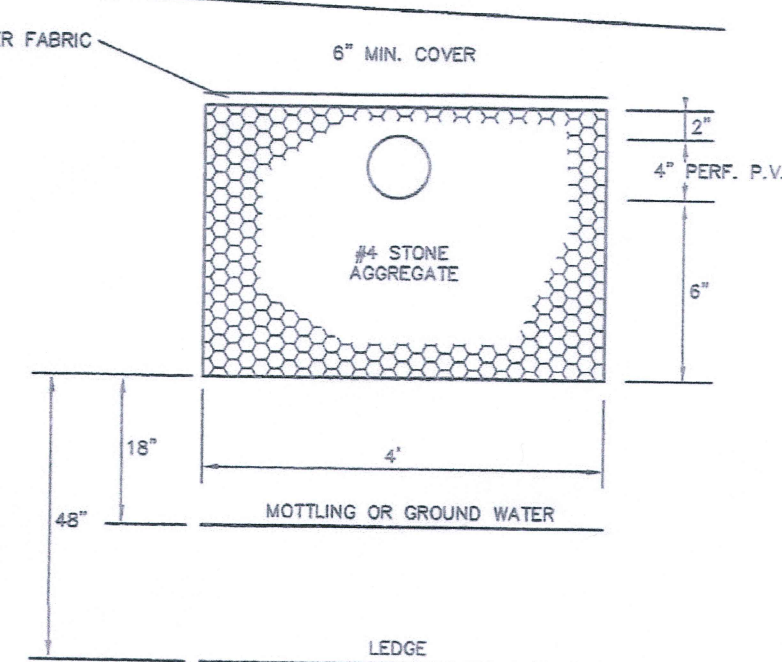 ER FABRIC
6" MIN. COVER
2"
4" PERF. P.V.
#4 STONE
AGGREGATE
6"
18"
4'
48"
MOTTLING OR GROUND WATER
LEDGE